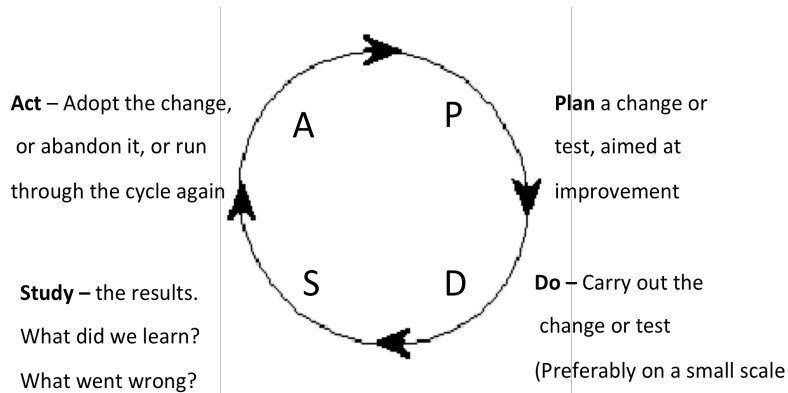 Act – Adopt the change,
or abandon it, or run
through the cycle again
A
P
Plan a change or
test, aimed at
improvement
Study – the results.
What did we learn?
What went wrong?
S
D
Do – Carry out the
change or test
(Preferably on a small scale